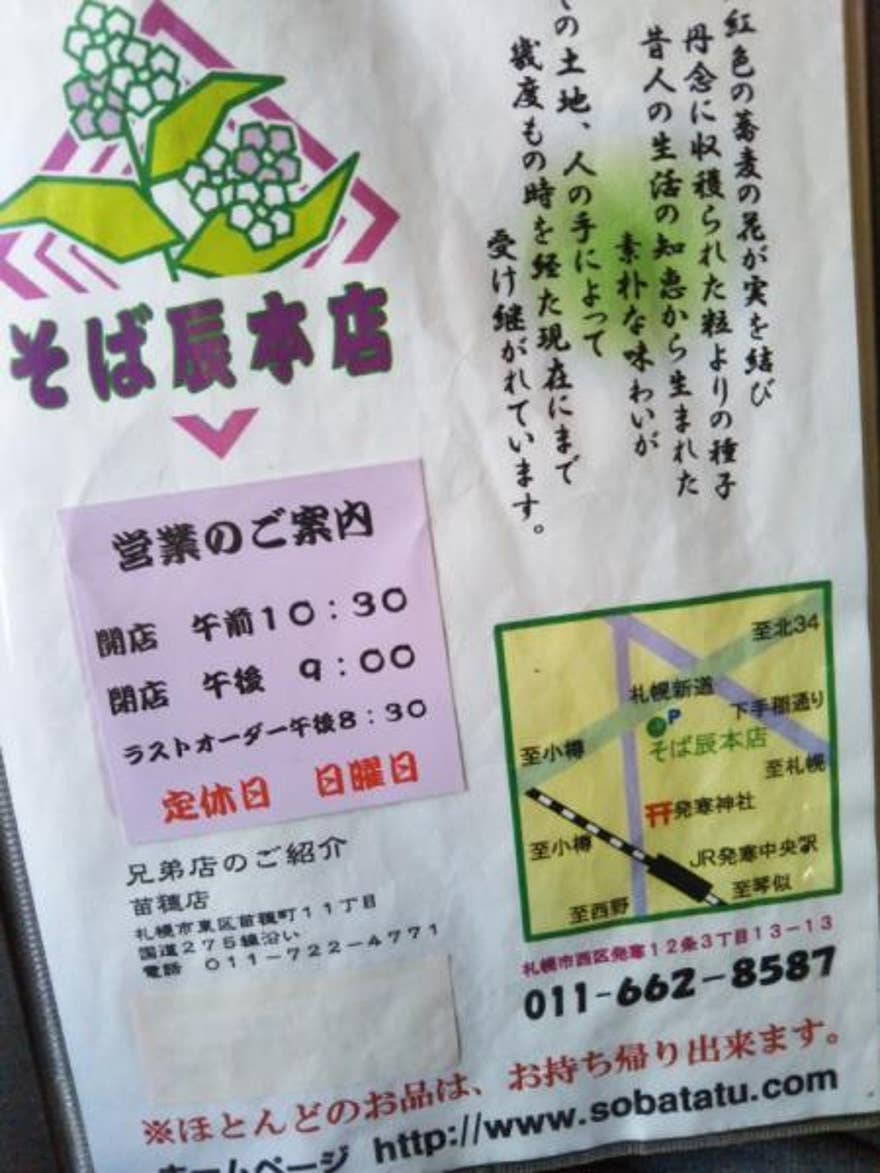 紅色の蕎麦の花が実を結び
丹念に収穫られた粒よりの種子
昔人の生活の知恵から生まれた
素朴な味わいが
の土地、人の手によって
幾度もの時を経た現在にまで
受け継がれています。
そば辰本店
営業のご案内
開店 午前10:30
閉店 午後 9:00
ラストオーダー午後8:30
定休日 日曜日
兄弟店のご紹介
苗穂店
札幌市東区苗穂町11丁目
国道275線沿い
電話 011-722-4771
至北34
札幌新道
下手稲通り
P
そば辰本店
至小樽
至札幌
発寒神社
至小樽
JR発寒中央駅
至琴似
至西野
札幌市西区発寒12条3丁目13-13
011-662-8587
※ほとんどのお品は、お持ち帰り出来ます。
ホームページ http://www.sobatatu.com